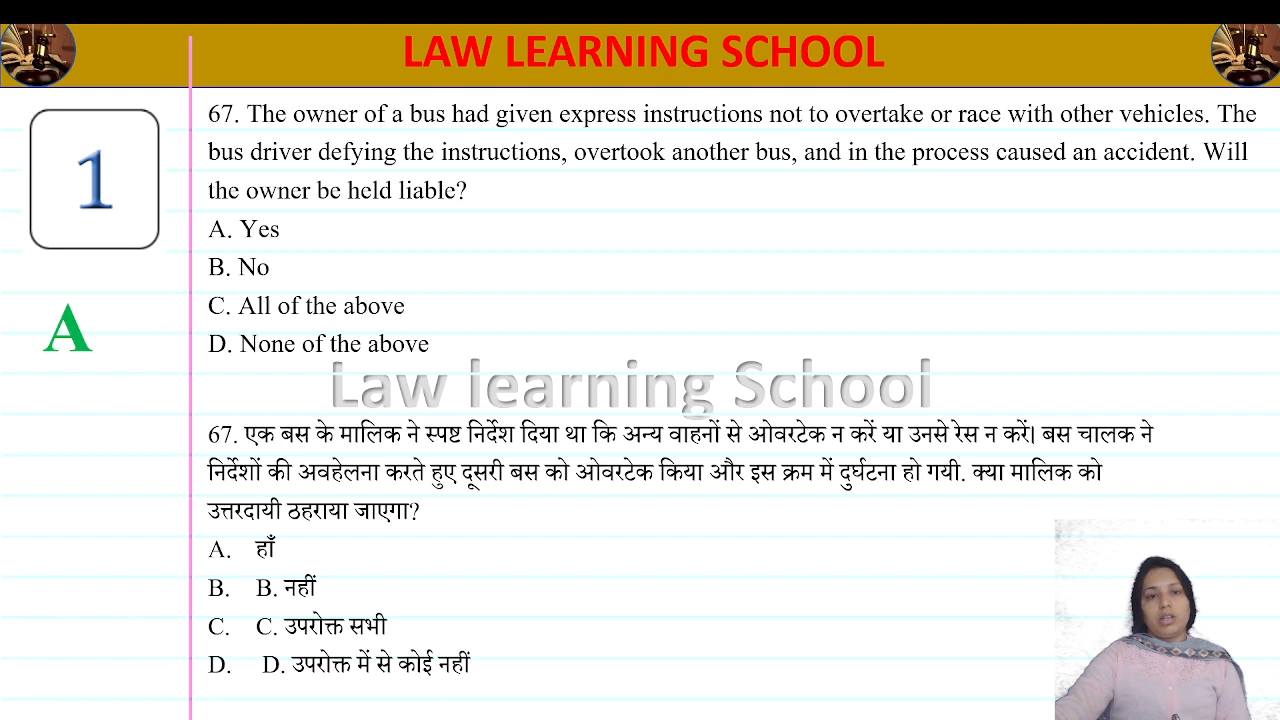 LAW LEARNING SCHOOL
1
A
67. The owner of a bus had given express instructions not to overtake or race with other vehicles. The
bus driver defying the instructions, overtook another bus, and in the process caused an accident. Will
the owner be held liable?
A. Yes
B. No
C. All of the above
D. None of the above
Law learning School
67. एक बस के मालिक ने स्पष्ट निर्देश दिया था कि अन्य वाहनों से ओवरटेक न करें या उनसे रेस न करें। बस चालक ने
निर्देशों की अवहेलना करते हुए दूसरी बस को ओवरटेक किया और इस क्रम में दुर्घटना हो गयी. क्या मालिक को
उत्तरदायी ठहराया जाएगा?
A. हाँ
B. B. नहीं
C. C. उपरोक्त सभी
D. D. उपरोक्त में से कोई नहीं